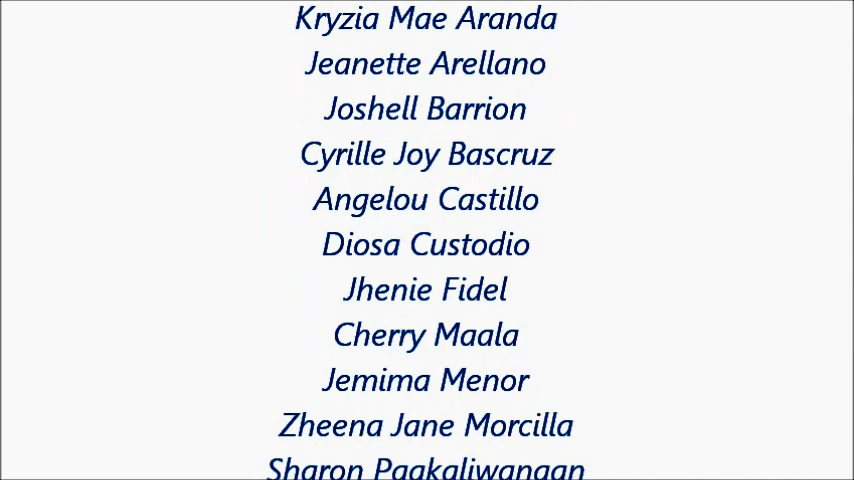 Kryzia Mae Aranda
Jeanette Arellano
Joshell Barrion
Cyrille Joy Bascruz
Angelou Castillo
Diosa Custodio
Jhenie Fidel
Cherry Maala
Jemima Menor
Zheena Jane Morcilla
Sharon Pagkaliwangan